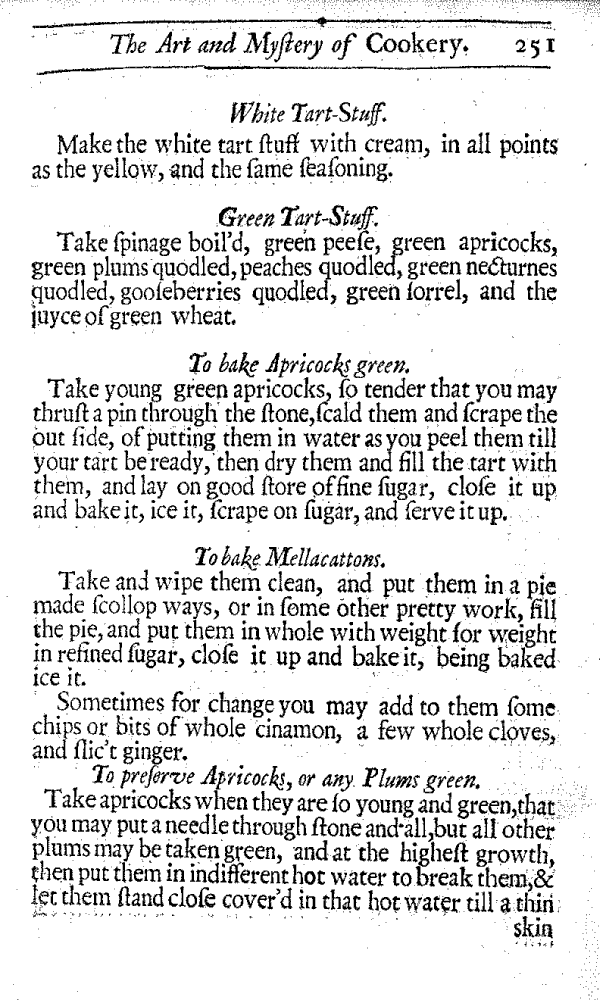 The Art and Myſtery of Cookery. 251
White Tart-Stuff.
Make the white tart ſtuff with cream, in all points
as the yellow, and the ſame ſeaſoning.
Green Tart-Stuff.
Take ſpinage boil'd, green peeſe, green apricocks,
green plums quodled, peaches quodled, green necturnes
quodled, gooſeberries quodled, green ſorrel, and the
juyce of green wheat.
To bake Apricocks green.
Take young green apricocks, ſo tender that you may
thruſt a pin through the ſtone, ſcald them and ſcrape the
out ſide, of putting them in water as you peel them till
your tart be ready, then dry them and fill the tart with
them, and lay on good ſtore of fine ſugar, cloſe it up
and bake it, ice it, ſcrape on ſugar, and ſerve it up.
To bake Mellacattons.
Take and wipe them clean, and put them in a pie
made ſcollop ways, or in ſome other pretty work, fill
the pie, and put them in whole with weight for weight
in refined ſugar, cloſe it up and bake it, being baked
ice it.
Sometimes for change you may add to them ſome
chips or bits of whole cinamon, a few whole cloves,
and ſlic't ginger.
To preſerve Apricocks, or any Plums green.
Take apricocks when they are ſo young and green, that
you may put a needle through ſtone and all, but all other
plums may be taken green, and at the higheſt growth,
then put them in indifferent hot water to break them, &
let them ſtand cloſe cover'd in that hot water till a thin
skin